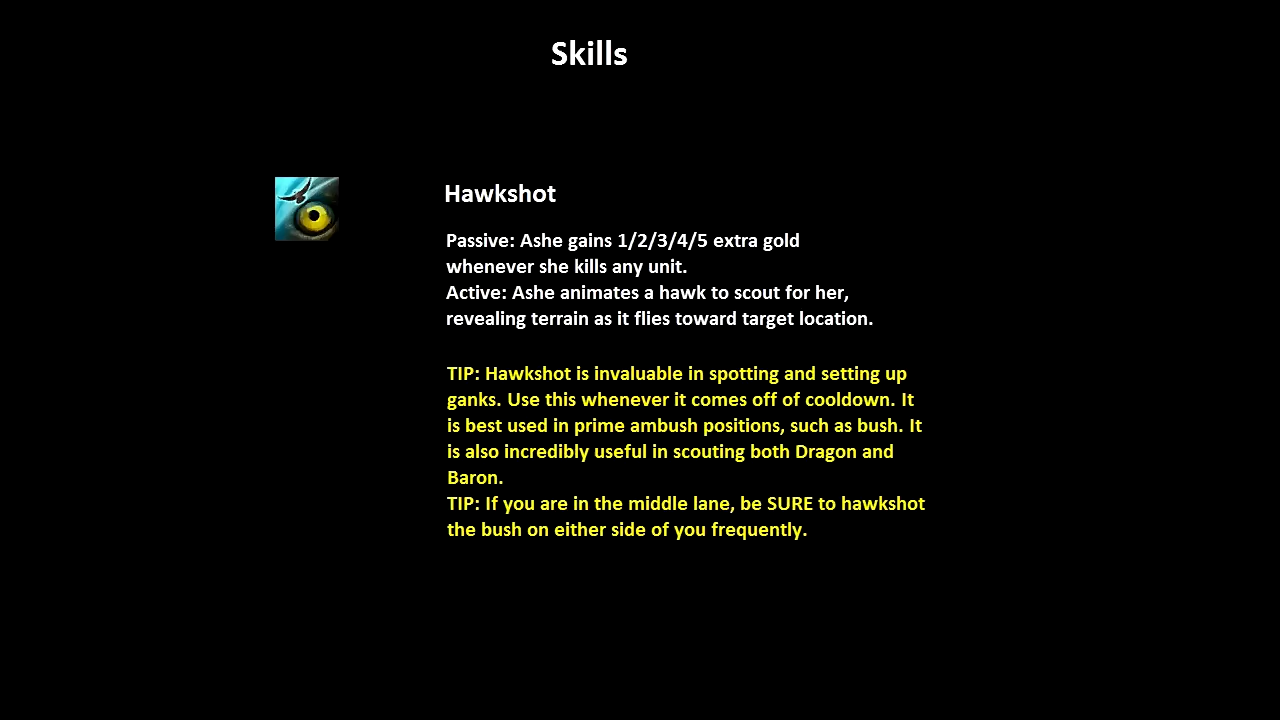 Skills
Hawkshot
Passive: Ashe gains 1/2/3/4/5 extra gold
whenever she kills any unit.
Active: Ashe animates a hawk to scout for her,
revealing terrain as it flies toward target location.
TIP: Hawkshot is invaluable in spotting and setting up
ganks. Use this whenever it comes off of cooldown. It
is best used in prime ambush positions, such as bush. It
is also incredibly useful in scouting both Dragon and
Baron.
TIP: If you are in the middle lane, be SURE to hawkshot
the bush on either side of you frequently.